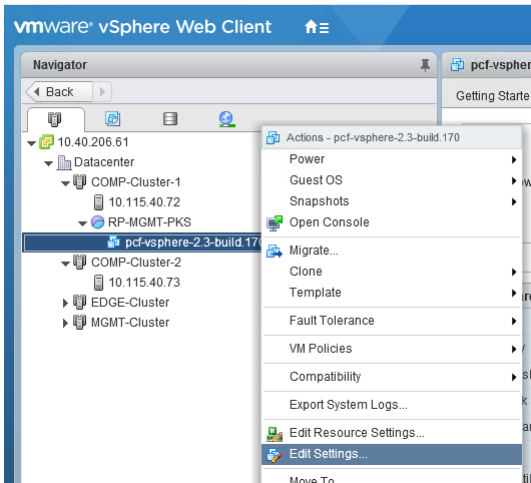 vmware® vSphere Web Client
Navigator
Back
10.40.206.61
Datacenter
COMP-Cluster-1
10.115.40.72
RP-MGMT-PKS
pcf-vsphere-2.3-build.170
COMP-Cluster-2
10.115.40.73
EDGE-Cluster
MGMT-Cluster
Actions - pcf-vsphere-2.3-build.170
Power
Guest OS
Snapshots
Open Console
Migrate...
Clone
Template
Fault Tolerance
VM Policies
Compatibility
Export System Logs...
Edit Resource Settings...
Edit Settings...
Move To
pcf-vspher
Getting Starte